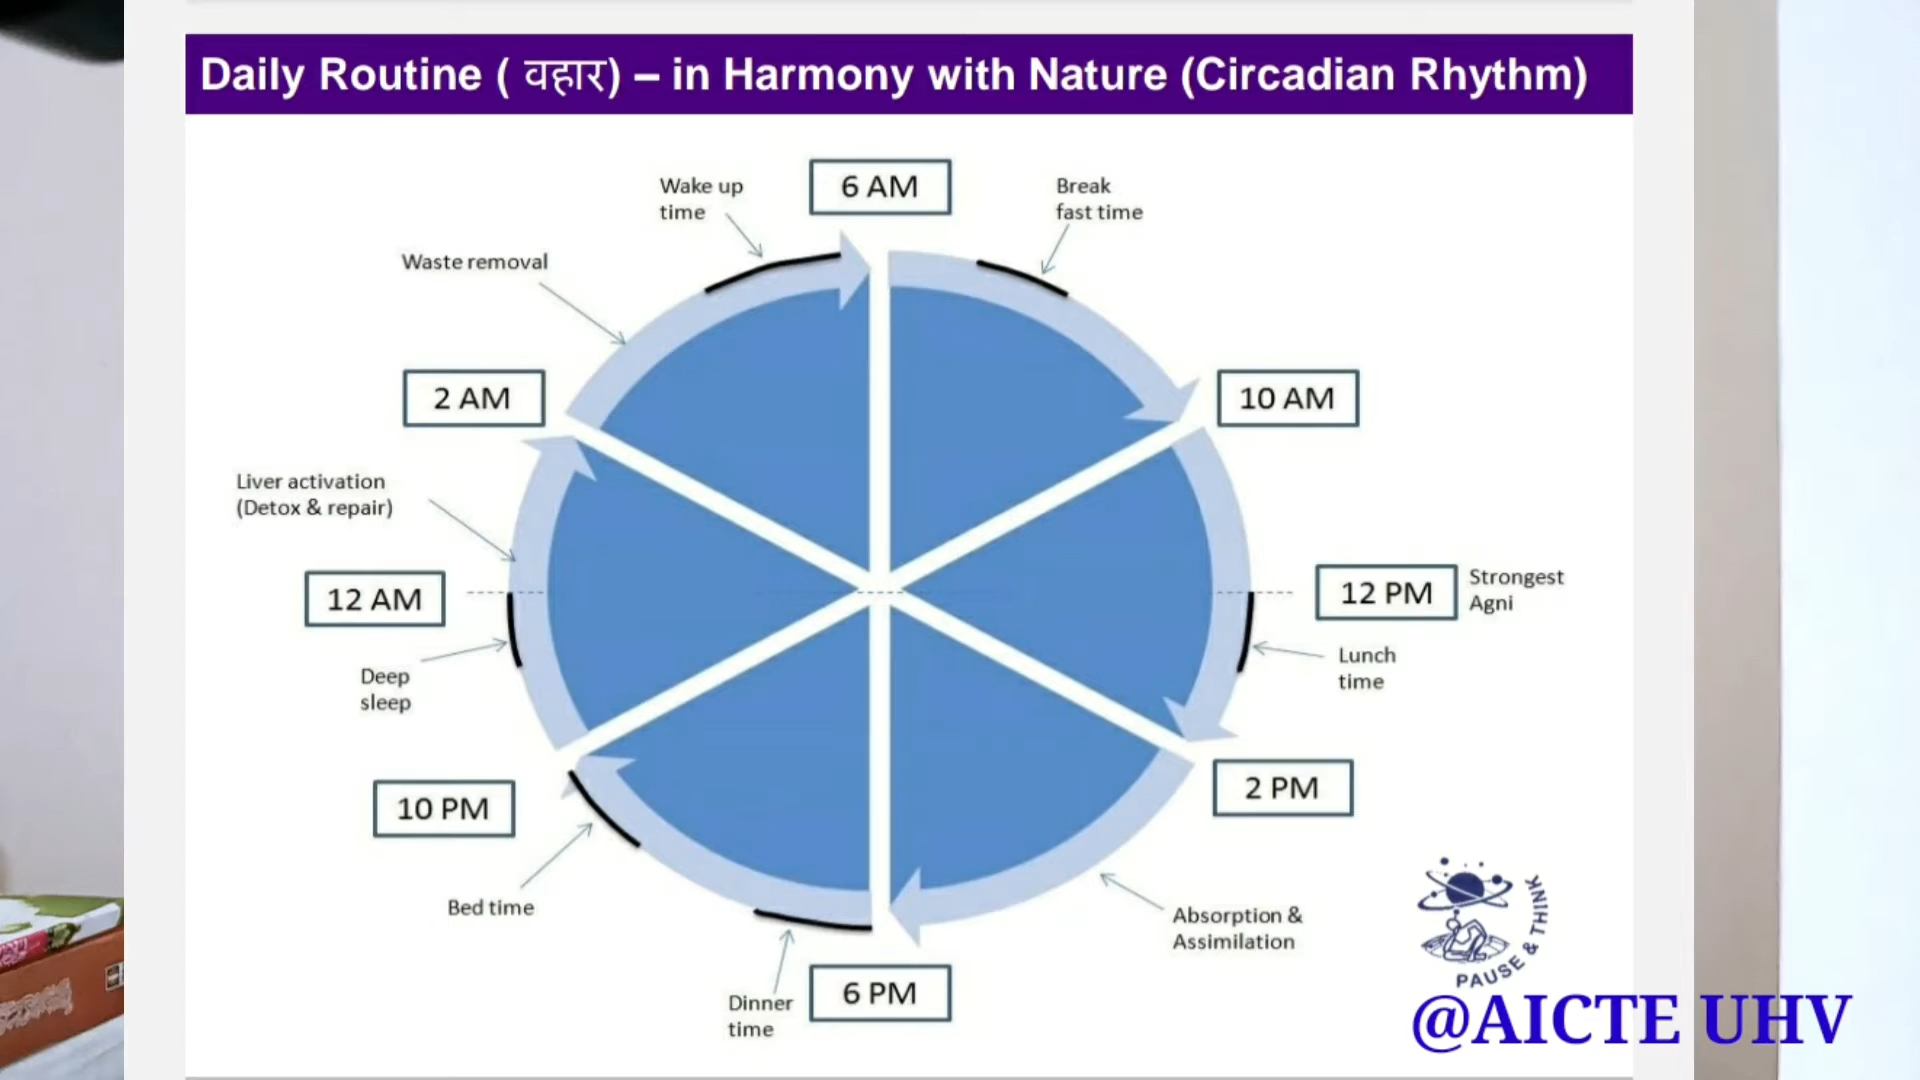 Daily Routine ( वहार) – in Harmony with Nature (Circadian Rhythm)
6 AM
Wake up
time
Break
fast time
Waste removal
2 AM
10 AM
Liver activation
(Detox & repair)
12 AM
12 PM
Strongest
Agni
Deep
sleep
Lunch
time
10 PM
2 PM
Bed time
Absorption &
Assimilation
Dinner
time
6 PM
PAUSE & THINK
@AICTE UHV